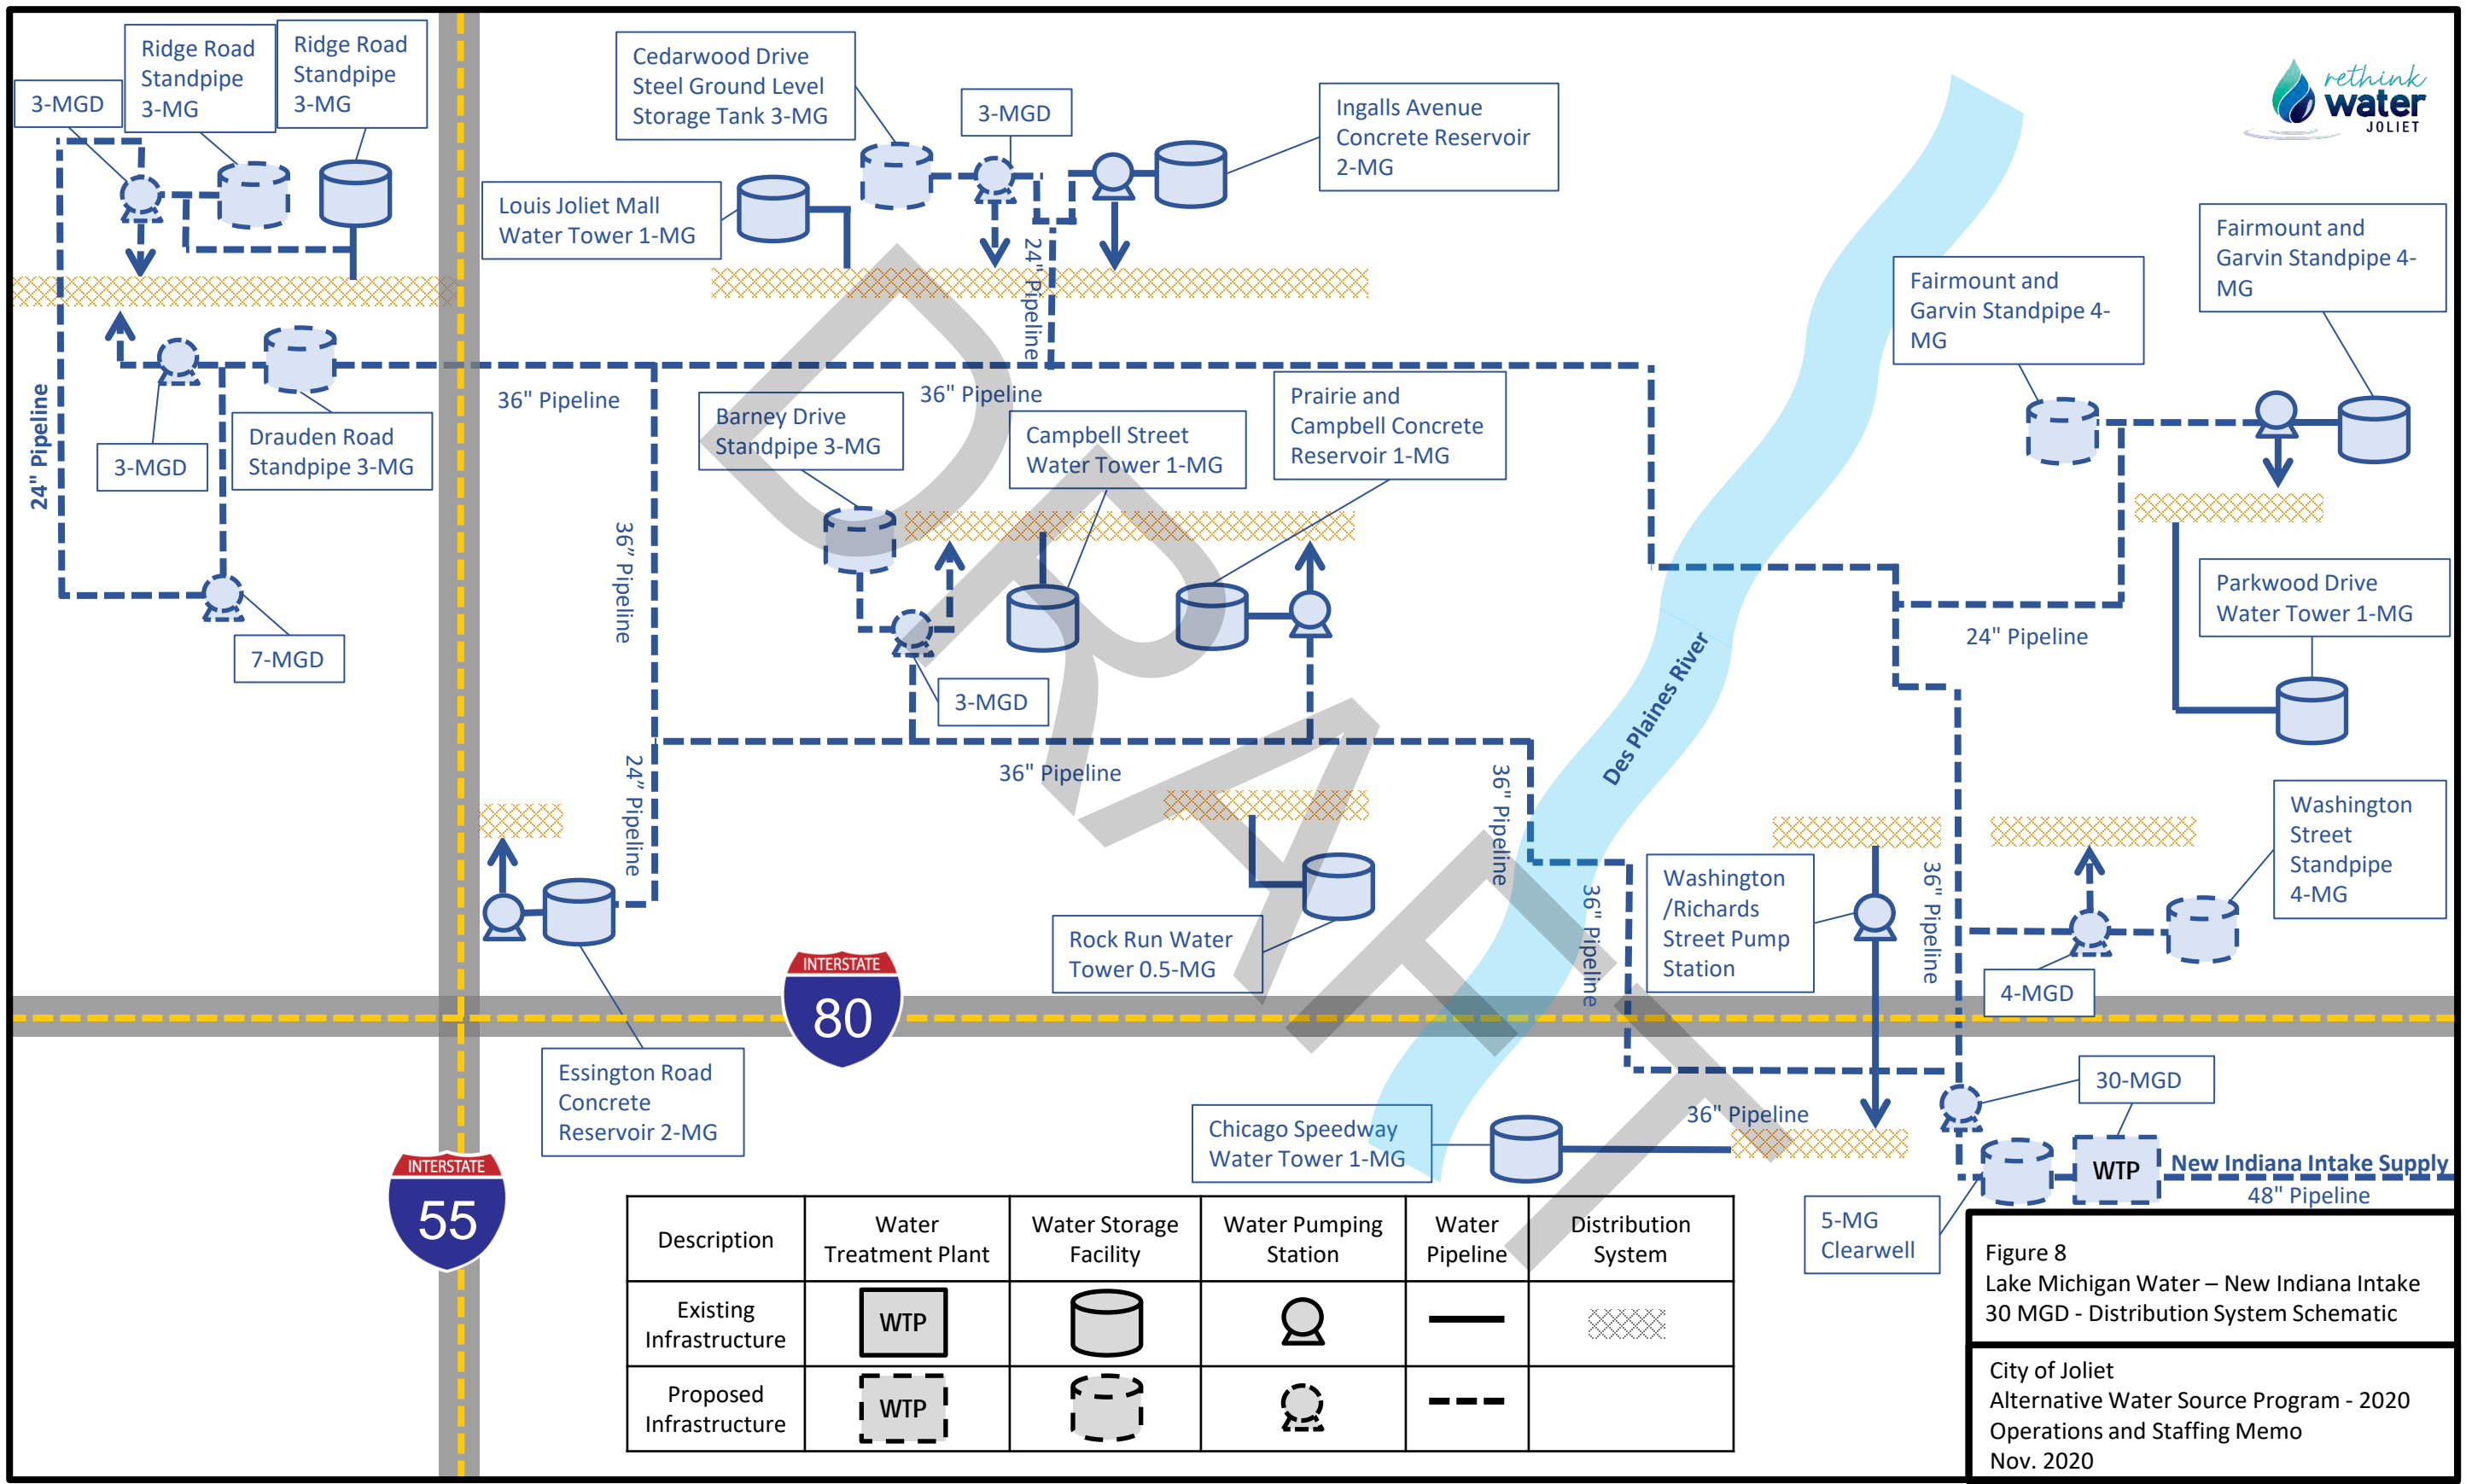 3-MGD
Ridge Road
Standpipe
3-MG
Ridge Road
Standpipe
3-MG
Cedarwood Drive
Steel Ground Level
Storage Tank 3-MG
3-MGD
Ingalls Avenue
Concrete Reservoir
2-MG
rethink
water
JOLIET
Louis Joliet Mall
Water Tower 1-MG
24" Pipeline
Fairmount and
Garvin Standpipe 4-
MG
Fairmount and
Garvin Standpipe 4-
MG
24" Pipeline
3-MGD
Drauden Road
Standpipe 3-MG
36" Pipeline
36" Pipeline
Barney Drive
Standpipe 3-MG
Campbell Street
Water Tower 1-MG
Prairie and
Campbell Concrete
Reservoir 1-MG
36" Pipeline
7-MGD
3-MGD
Des Plaines River
24" Pipeline
Parkwood Drive
Water Tower 1-MG
24" Pipeline
36" Pipeline
36" Pipeline
36" Pipeline
Rock Run Water
Tower 0.5-MG
Washington
/Richards
Street Pump
Station
36" Pipeline
Washington
Street
Standpipe
4-MG
4-MGD
INTERSTATE
80
Essington Road
Concrete
Reservoir 2-MG
INTERSTATE
55
Chicago Speedway
Water Tower 1-MG
36" Pipeline
30-MGD
WTP
New Indiana Intake Supply
48" Pipeline
5-MG
Clearwell
DRAFT
Description
Water
Treatment Plant
Water Storage
Facility
Water Pumping
Station
Water
Pipeline
Distribution
System
Existing
Infrastructure
WTP
Proposed
Infrastructure
WTP
Figure 8
Lake Michigan Water – New Indiana Intake
30 MGD - Distribution System Schematic
City of Joliet
Alternative Water Source Program - 2020
Operations and Staffing Memo
Nov. 2020